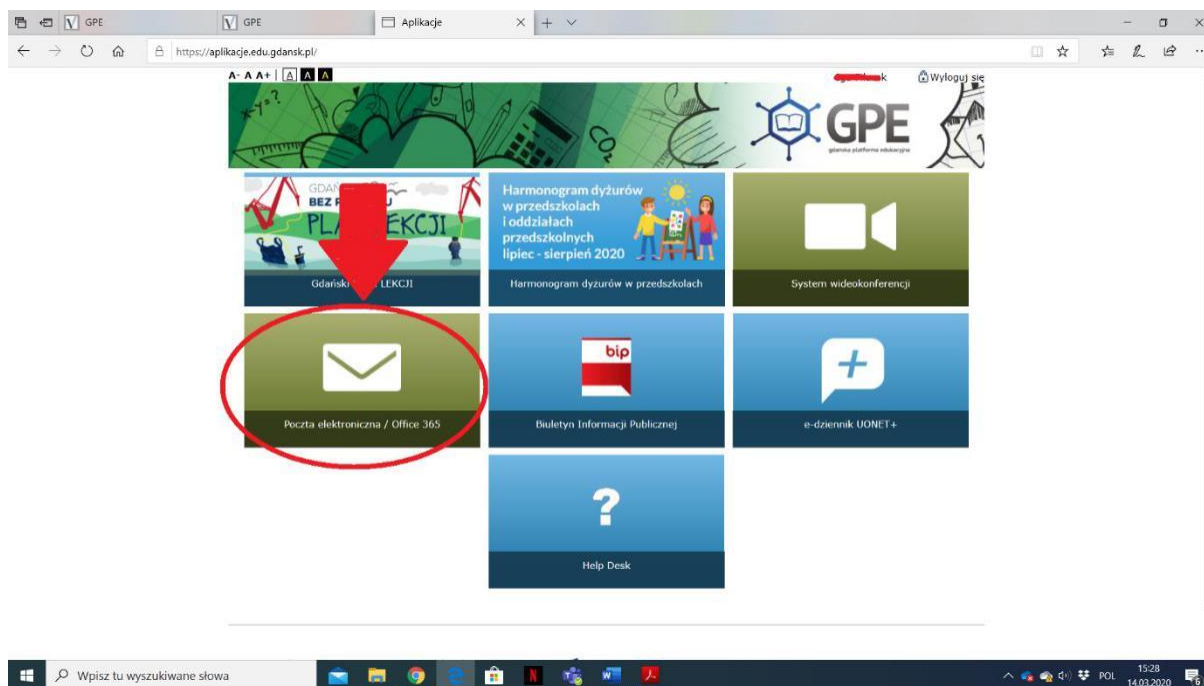 GPE
GPE
Aplikacje
https://aplikacje.edu.gdansk.pl/
A- A A+ | A A A
k
Wyloguj się
x-y=?
CO2
GPE
gdańska platforma edukacyjna
GDAŃ
BEZ
PLA EKCJI
Gdański LEKCJI
Harmonogram dyżurów
w przedszkolach
i oddziałach
przedszkolnych
lipiec - sierpień 2020
Harmonogram dyżurów w przedszkolach
System wideokonferencji
Poczta elektroniczna / Office 365
bip
Biuletyn Informacji Publicznej
e-dziennik UONET+
?
Help Desk
Wpisz tu wyszukiwane słowa
POL
15:28
14.03.2020